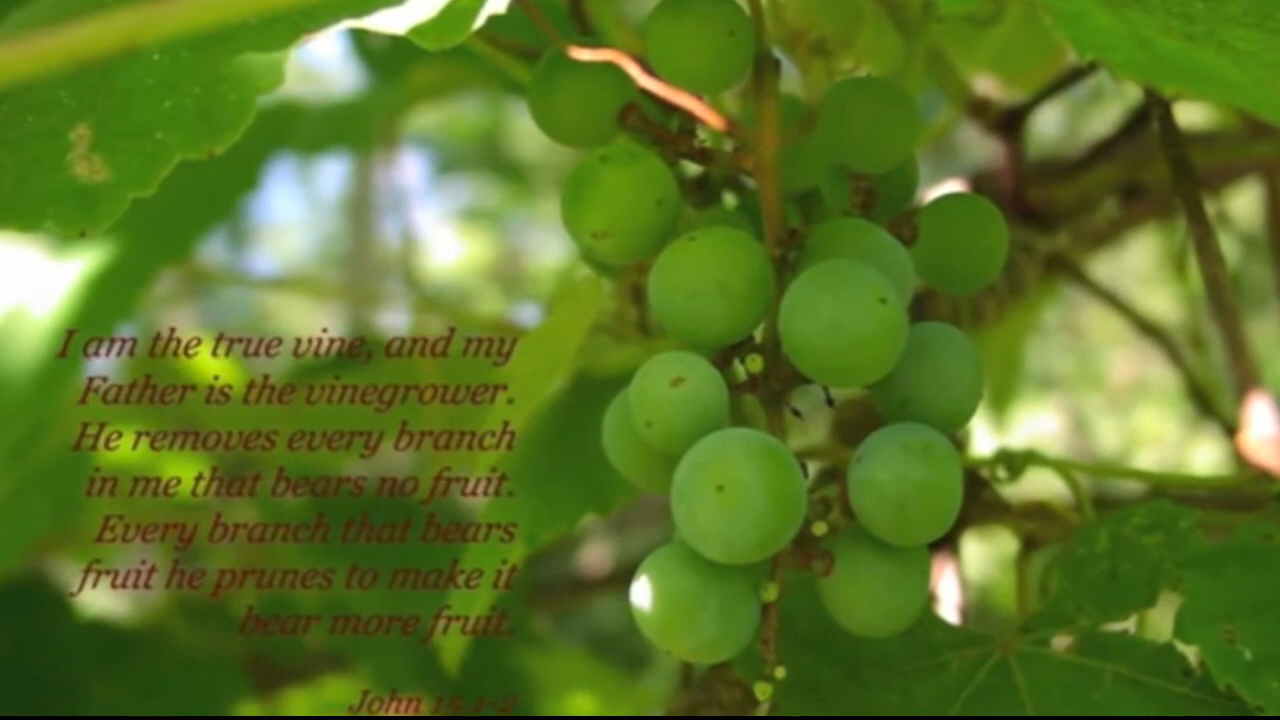 I am the true vine, and my
Father is the vinegrower.
He removes every branch
in me that bears no fruit.
Every branch that bears
fruit he prunes to make it
bear more fruit.
John 15.1-2